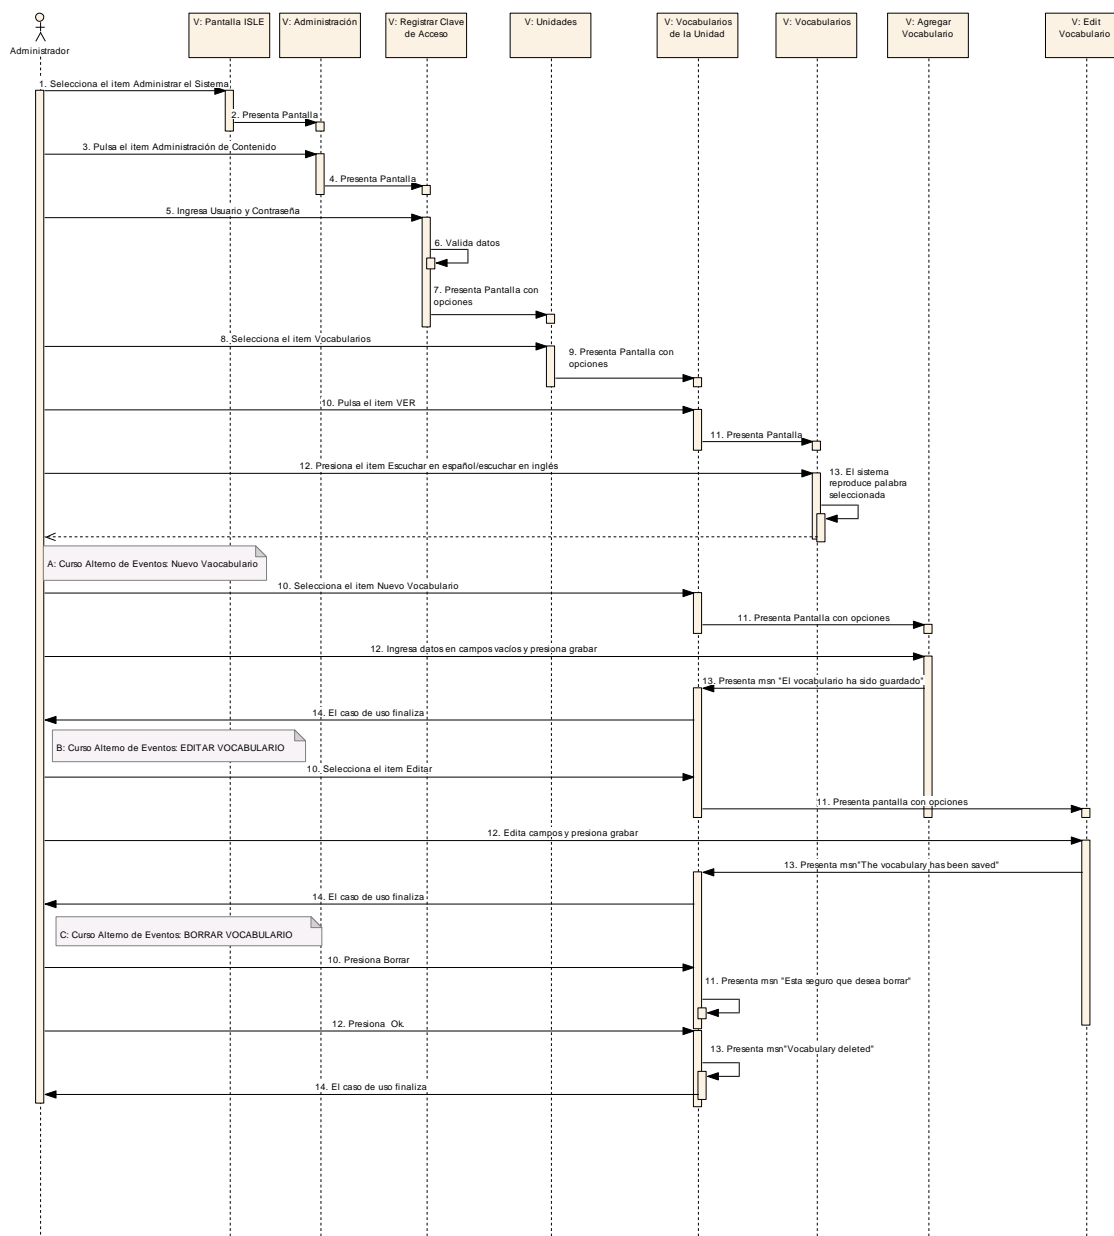 V: Pantalla ISLE
V: Administración
V: Registrar Clave
de Acceso
V: Unidades
V: Vocabularios
de la Unidad
V: Vocabularios
V: Agregar
Vocabulario
V: Edit
Vocabulario
Administrador
1. Selecciona el item Administrar el Sistema
2. Presenta Pantalla
3. Pulsa el item Administración de Contenido
4. Presenta Pantalla
5. Ingresa Usuario y Contraseña
6. Valida datos
7. Presenta Pantalla con
opciones
8. Selecciona el item Vocabularios
9. Presenta Pantalla con
opciones
10. Pulsa el item VER
11. Presenta Pantalla
12. Presiona el item Escuchar en español/escuchar en inglés
13. El sistema
reproduce palabra
seleccionada
A: Curso Alterno de Eventos: Nuevo Vaocabulario
10. Selecciona el item Nuevo Vocabulario
11. Presenta Pantalla con opciones
12. Ingresa datos en campos vacíos y presiona grabar
13. Presenta msn "El vocabulario ha sido guardado"
14. El caso de uso finaliza
B: Curso Alterno de Eventos: EDITAR VOCABULARIO
10. Selecciona el item Editar
11. Presenta pantalla con opciones
12. Edita campos y presiona grabar
13. Presenta msn"The vocabulary has been saved"
14. El caso de uso finaliza
C: Curso Alterno de Eventos: BORRAR VOCABULARIO
10. Presiona Borrar
11. Presenta msn "Esta seguro que desea borrar"
12. Presiona Ok.
13. Presenta msn"Vocabulary deleted"
14. El caso de uso finaliza